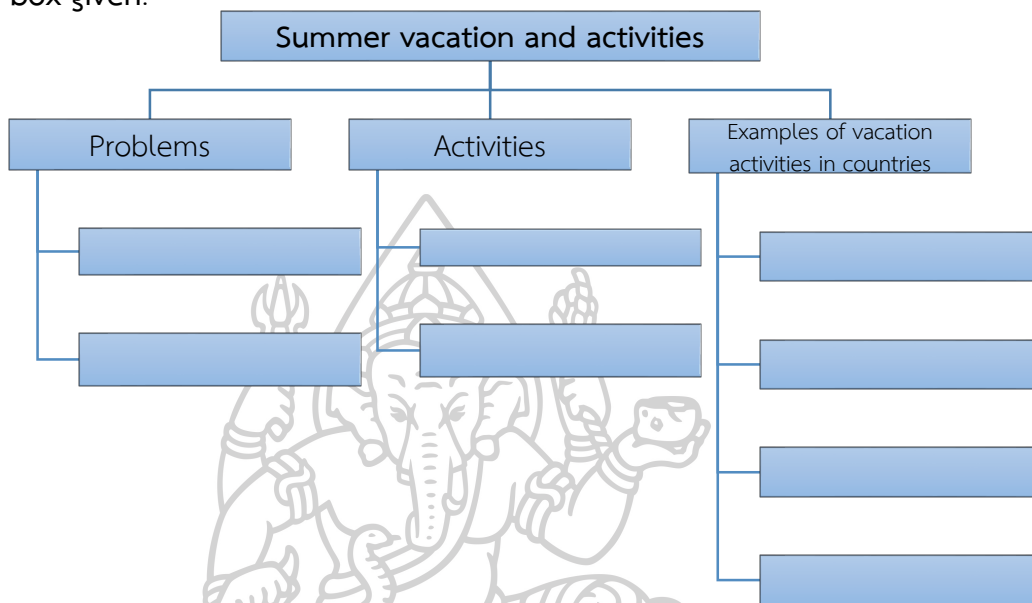 box given.
Summer vacation and activities
Problems
Activities
Examples of vacation
activities in countries